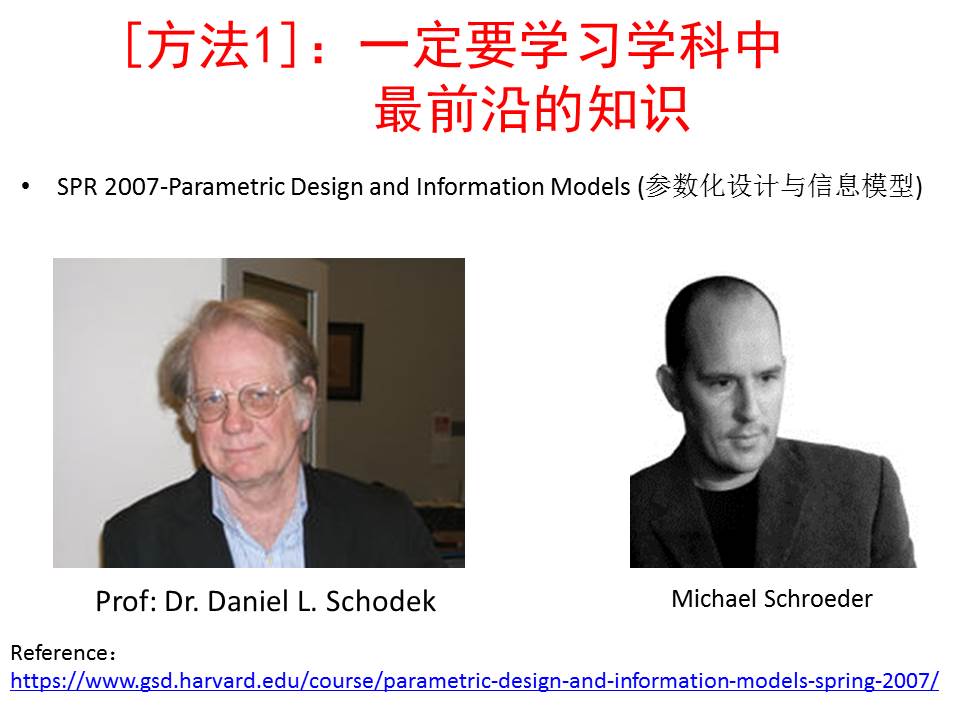 [方法1]：一定要学习学科中
最前沿的知识
• SPR 2007-Parametric Design and Information Models (参数化设计与信息模型)
Prof: Dr. Daniel L. Schodek
Michael Schroeder
Reference：
https://www.gsd.harvard.edu/course/parametric-design-and-information-models-spring-2007/